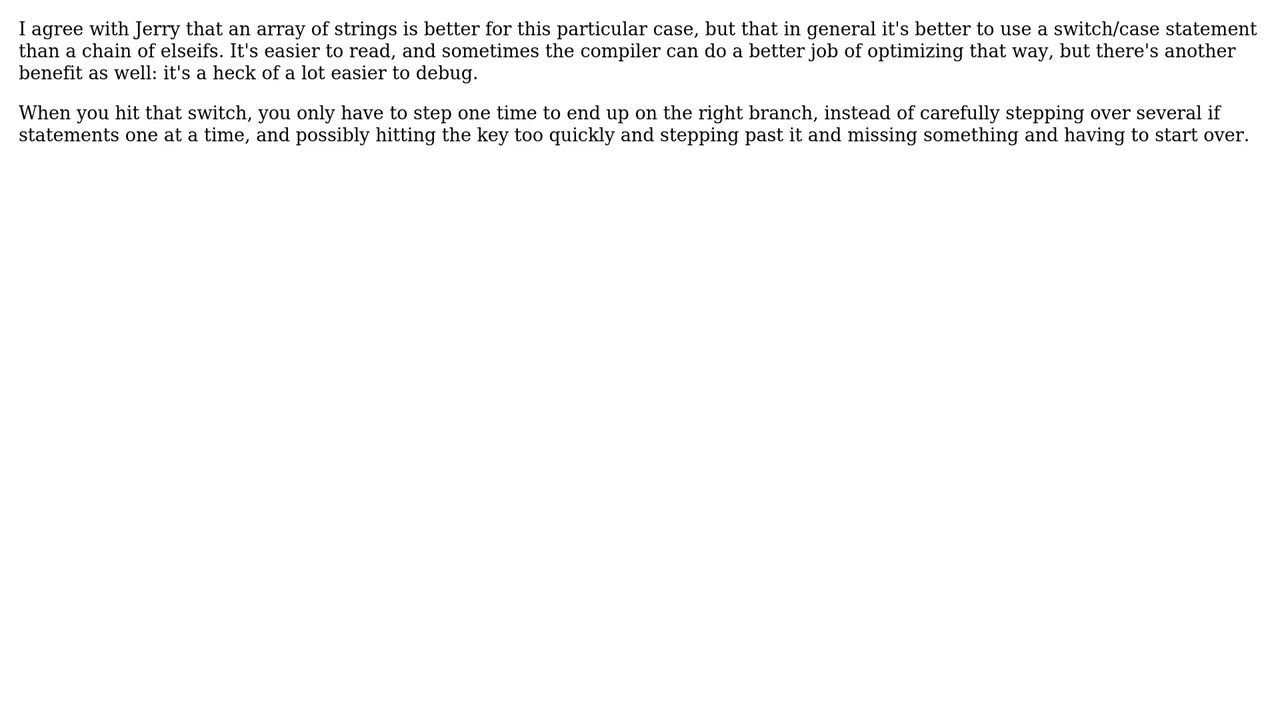 I agree with Jerry that an array of strings is better for this particular case, but that in general it's better to use a switch/case statement
than a chain of elseifs. It's easier to read, and sometimes the compiler can do a better job of optimizing that way, but there's another
benefit as well: it's a heck of a lot easier to debug.
When you hit that switch, you only have to step one time to end up on the right branch, instead of carefully stepping over several if
statements one at a time, and possibly hitting the key too quickly and stepping past it and missing something and having to start over.